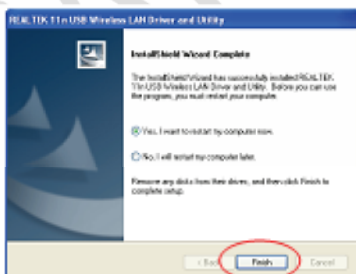 REALTEK 11n USB Wireless LAN Driver and Utility
InstallShield Wizard Complete
The InstallShield Wizard has successfully installed REALTEK
11n USB Wireless LAN Driver and Utility. Before you can use
the program, you must restart your computer.
Yes, I want to restart my computer now.
No, I will restart my computer later.
Remove any disks from their drives, and then click Finish to
complete setup.
< Back
Finish
Cancel